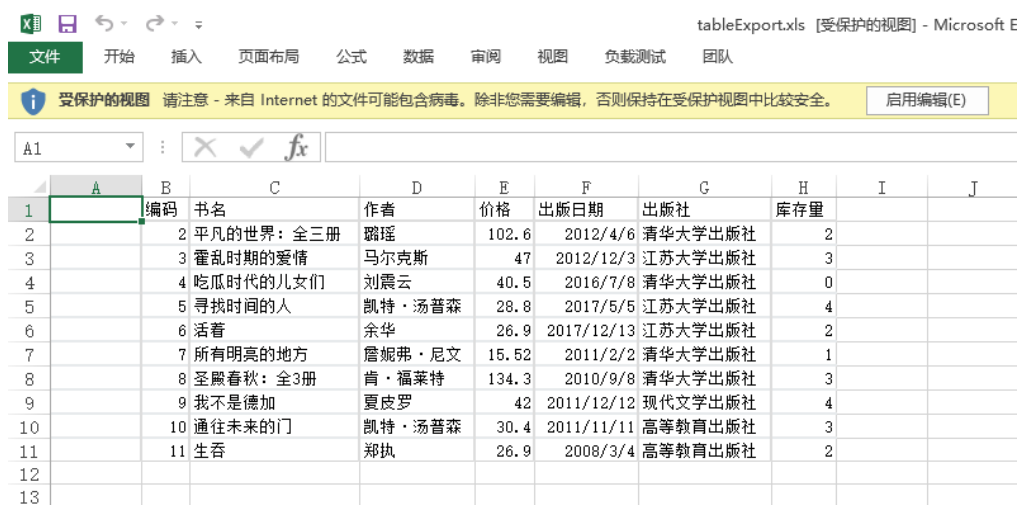 tableExport.xls [受保护的视图] - Microsoft E
文件 开始 插入 页面布局 公式 数据 审阅 视图 负载测试 团队
受保护的视图 请注意 - 来自 Internet 的文件可能包含病毒。除非您需要编辑，否则保持在受保护视图中比较安全。 启用编辑(E)
A1 fx
A B C D E F G H I J
1 编码 书名 作者 价格 出版日期 出版社 库存量
2 2 平凡的世界：全三册 璐瑶 102.6 2012/4/6 清华大学出版社 2
3 3 霍乱时期的爱情 马尔克斯 47 2012/12/3 江苏大学出版社 3
4 4 吃瓜时代的儿女们 刘震云 40.5 2016/7/8 清华大学出版社 0
5 5 寻找时间的人 凯特·汤普森 28.8 2017/5/5 江苏大学出版社 4
6 6 活着 余华 26.9 2017/12/13 江苏大学出版社 2
7 7 所有明亮的地方 詹妮弗·尼文 15.52 2011/2/2 清华大学出版社 1
8 8 圣殿春秋：全3册 肯·福莱特 134.3 2010/9/8 清华大学出版社 3
9 9 我不是德加 夏皮罗 42 2011/12/12 现代文学出版社 4
10 10 通往未来的门 凯特·汤普森 30.4 2011/11/11 高等教育出版社 3
11 11 生吞 郑执 26.9 2008/3/4 高等教育出版社 2
12
13